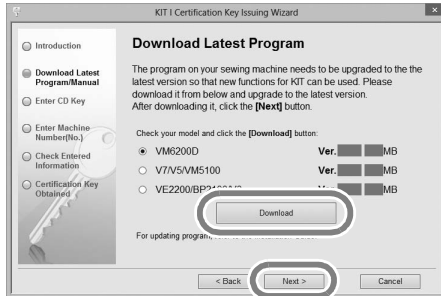 KIT I Certification Key Issuing Wizard
Introduction
Download Latest
Program/Manual
Enter CD Key
Enter Machine
Number(No.)
Check Entered
Information
Certification Key
Obtained
Download Latest Program
The program on your sewing machine needs to be upgraded to the the
latest version so that new functions for KIT can be used. Please
download it from below and upgrade to the latest version.
After downloading it, click the [Next] button.
Check your model and click the [Download] button:
VM6200D Ver. MB
V7/V5/VM5100 Ver. MB
MB
Download
For updating program,
< Back Next > Cancel